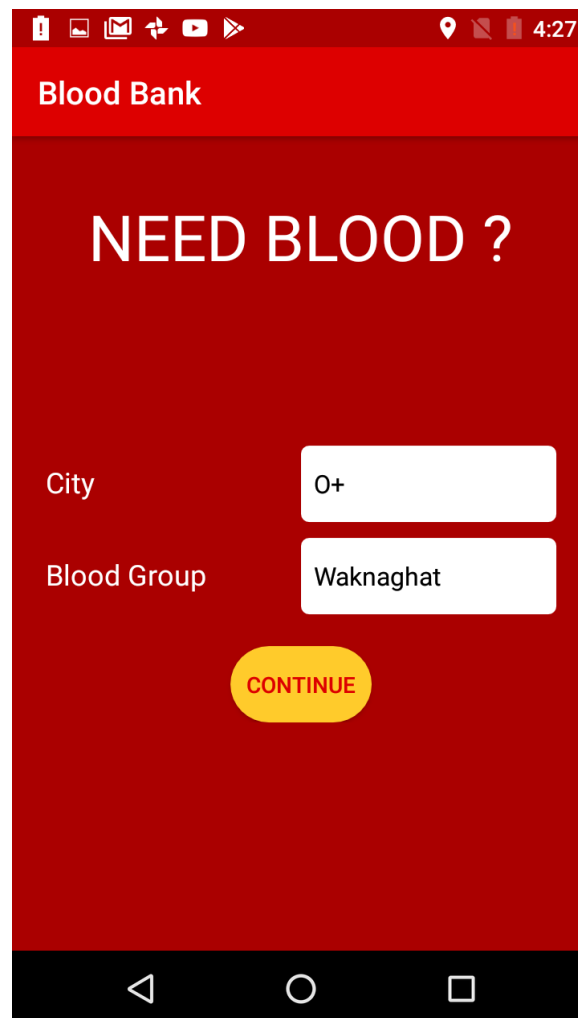 4:27
Blood Bank
NEED BLOOD ?
City O+
Blood Group Waknaghat
CONTINUE